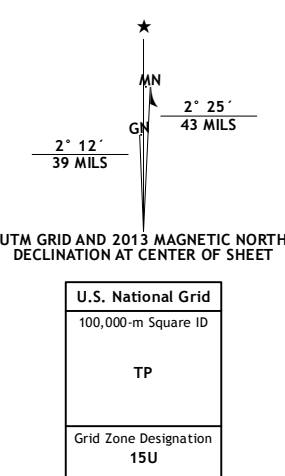 ★
MN
2° 25´
43 MILS
GN
2° 12´
39 MILS
UTM GRID AND 2013 MAGNETIC NORTH
DECLINATION AT CENTER OF SHEET
U.S. National Grid
100,000-m Square ID
TP
Grid Zone Designation
15U